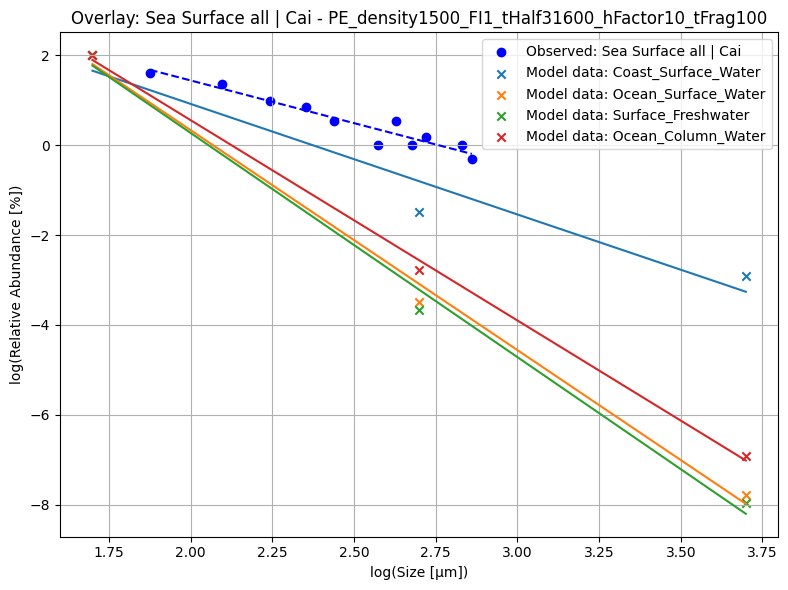 Overlay: Sea Surface all | Cai - PE_density1500_FI1_tHalf31600_hFactor10_tFrag100
Observed: Sea Surface all | Cai
Model data: Coast_Surface_Water
Model data: Ocean_Surface_Water
Model data: Surface_Freshwater
Model data: Ocean_Column_Water
log(Relative Abundance [%])
2
0
−2
−4
−6
−8
1.75
2.00
2.25
2.50
2.75
3.00
3.25
3.50
3.75
log(Size [μm])